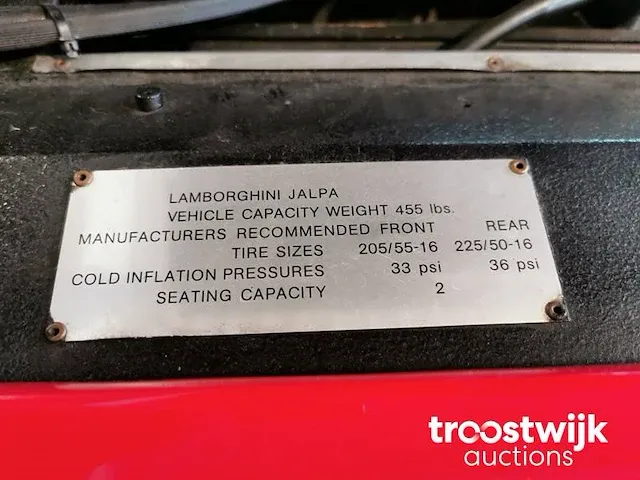 LAMBORGHINI JALPA
VEHICLE CAPACITY WEIGHT 455 lbs.
MANUFACTURERS RECOMMENDED FRONT REAR
TIRE SIZES 205/55-16 225/50-16
COLD INFLATION PRESSURES 33 psi 36 psi
SEATING CAPACITY 2
troostwijk
auctions